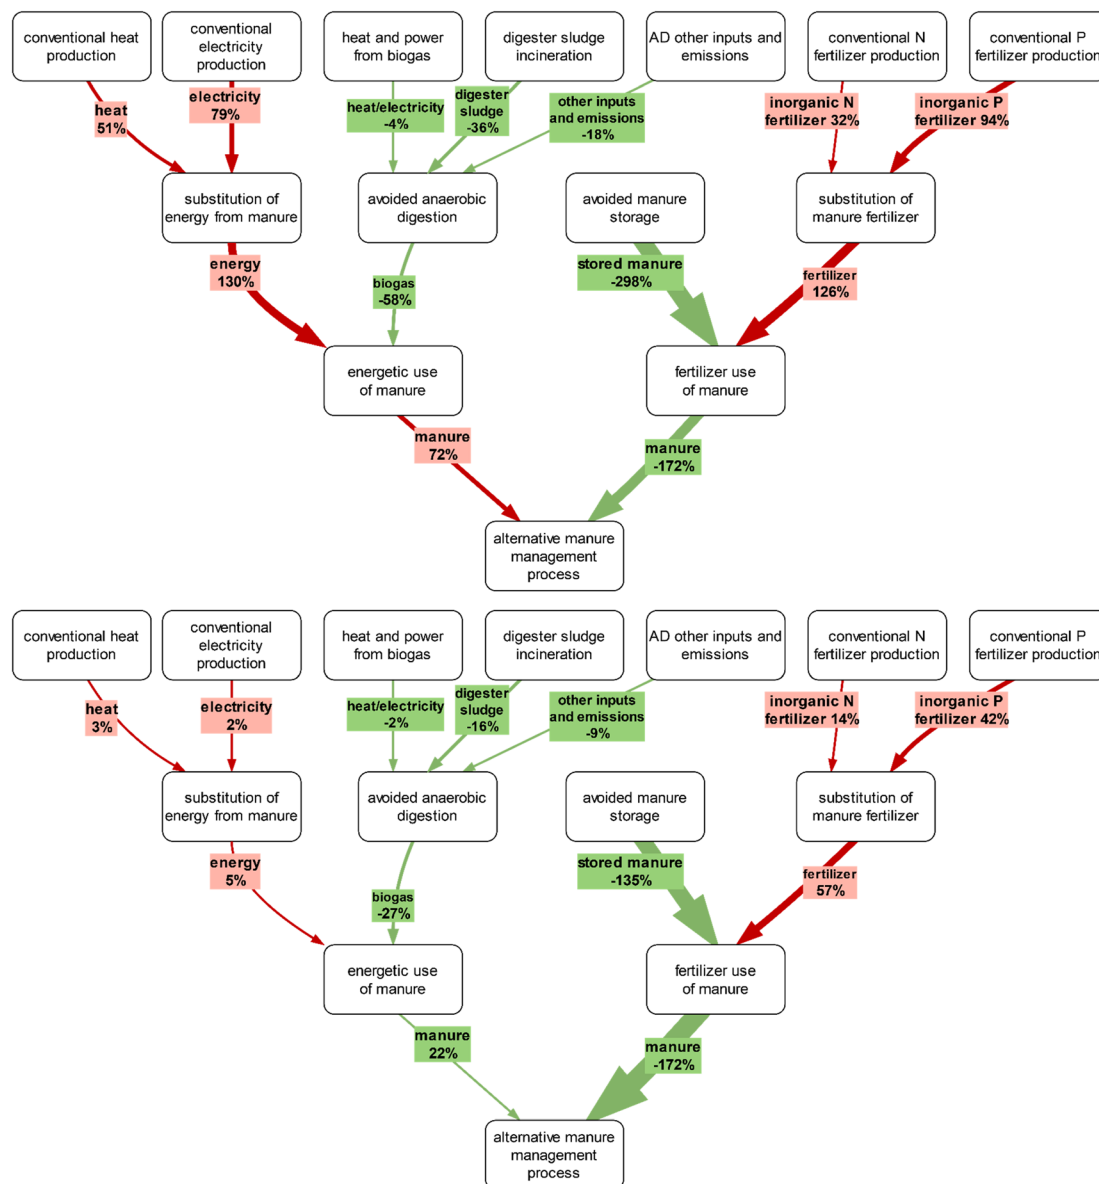 conventional heat
production
conventional
electricity
production
heat and power
from biogas
digester sludge
incineration
AD other inputs and
emissions
conventional N
fertilizer production
conventional P
fertilizer production
heat
51%
electricity
79%
heat/electricity
-4%
digester
sludge
-36%
other inputs
and emissions
-18%
inorganic N
fertilizer 32%
inorganic P
fertilizer 94%
substitution of
energy from manure
avoided anaerobic
digestion
avoided manure
storage
substitution of
manure fertilizer
energy
130%
biogas
-58%
stored manure
-298%
fertilizer
126%
energetic use
of manure
fertilizer use
of manure
manure
72%
manure
-172%
alternative manure
management
process
conventional heat
production
conventional
electricity
production
heat and power
from biogas
digester sludge
incineration
AD other inputs and
emissions
conventional N
fertilizer production
conventional P
fertilizer production
heat
3%
electricity
2%
heat/electricity
-2%
digester
sludge
-16%
other inputs
and emissions
-9%
inorganic N
fertilizer 14%
inorganic P
fertilizer 42%
substitution of
energy from manure
avoided anaerobic
digestion
avoided manure
storage
substitution of
manure fertilizer
energy
5%
biogas
-27%
stored manure
-135%
fertilizer
57%
energetic use
of manure
fertilizer use
of manure
manure
22%
manure
-172%
alternative manure
management
process